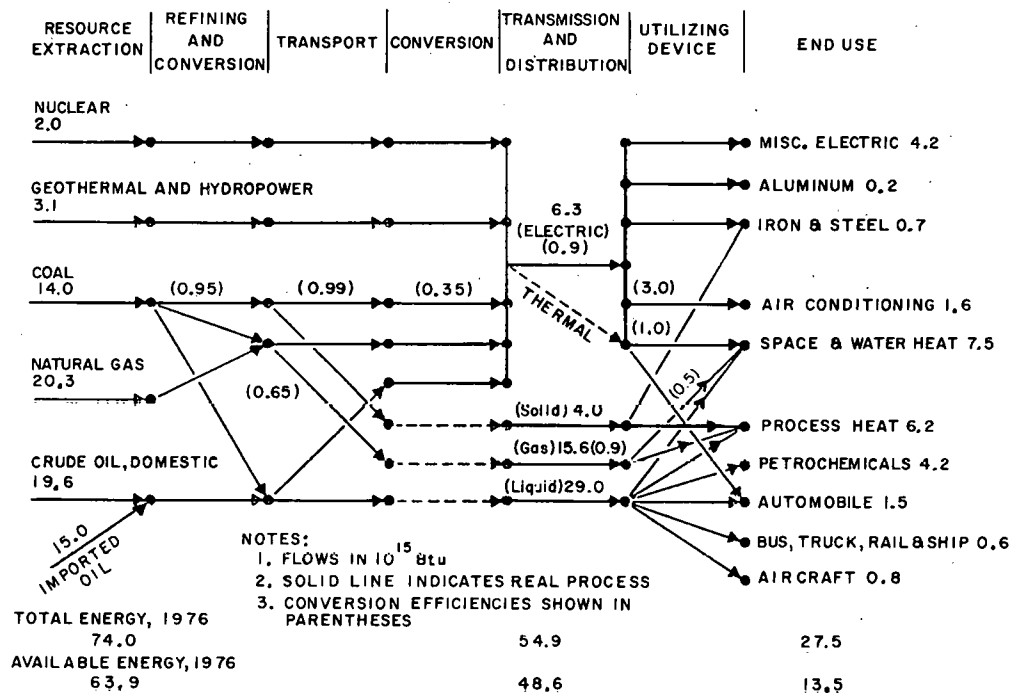 RESOURCE EXTRACTION
REFINING AND CONVERSION
TRANSPORT
CONVERSION
TRANSMISSION AND DISTRIBUTION
UTILIZING DEVICE
END USE
NUCLEAR
2.0
MISC. ELECTRIC 4.2
ALUMINUM 0.2
GEOTHERMAL AND HYDROPOWER
3.1
6.3
(ELECTRIC)
(0.9)
IRON & STEEL 0.7
COAL
14.0
(0.95)
(0.99)
(0.35)
THERMAL
(3.0)
AIR CONDITIONING 1.6
(1.0)
SPACE & WATER HEAT 7.5
NATURAL GAS
20.3
(0.65)
(0.5)
(Solid) 4.0
PROCESS HEAT 6.2
(Gas) 15.6(0.9)
PETROCHEMICALS 4.2
CRUDE OIL, DOMESTIC
19.6
(Liquid) 29.0
AUTOMOBILE 1.5
15.0
IMPORTED
OIL
BUS, TRUCK, RAIL & SHIP 0.6
AIRCRAFT 0.8
NOTES:
1. FLOWS IN 10^15 Btu
2. SOLID LINE INDICATES REAL PROCESS
3. CONVERSION EFFICIENCIES SHOWN IN
PARENTHESES
TOTAL ENERGY, 1976
74.0
54.9
27.5
AVAILABLE ENERGY, 1976
63.9
48.6
13.5